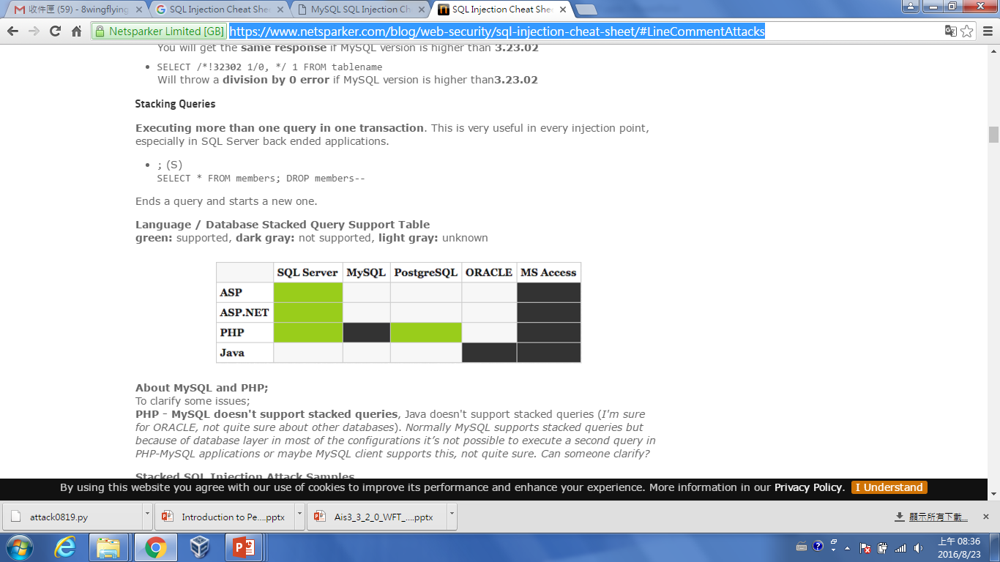 收件匣 (59) - 8wingflying
SQL Injection Cheat She
MySQL SQL Injection Ch
SQL Injection Cheat She
Netsparker Limited [GB]
https://www.netsparker.com/blog/web-security/sql-injection-cheat-sheet/#LineCommentAttacks
You will get the same response if MySQL version is higher than 3.23.02
• SELECT /*!32302 1/0, */ 1 FROM tablename
Will throw a division by 0 error if MySQL version is higher than3.23.02
Stacking Queries
Executing more than one query in one transaction. This is very useful in every injection point,
especially in SQL Server back ended applications.
• ; (S)
SELECT * FROM members; DROP members--
Ends a query and starts a new one.
Language / Database Stacked Query Support Table
green: supported, dark gray: not supported, light gray: unknown
SQL Server MySQL PostgreSQL ORACLE MS Access
ASP
ASP.NET
PHP
Java
About MySQL and PHP;
To clarify some issues;
PHP - MySQL doesn't support stacked queries, Java doesn't support stacked queries (I'm sure
for ORACLE, not quite sure about other databases). Normally MySQL supports stacked queries but
because of database layer in most of the configurations it's not possible to execute a second query in
PHP-MySQL applications or maybe MySQL client supports this, not quite sure. Can someone clarify?
Stacked SQL Injection Attack Samples
By using this website you agree with our use of cookies to improve its performance and enhance your experience. More information in our Privacy Policy. I Understand
attack0819.py
Introduction to Pe....pptx
Ais3_3_2_0_WFT_....pptx
顯示所有下載...
上午 08:36
2016/8/23